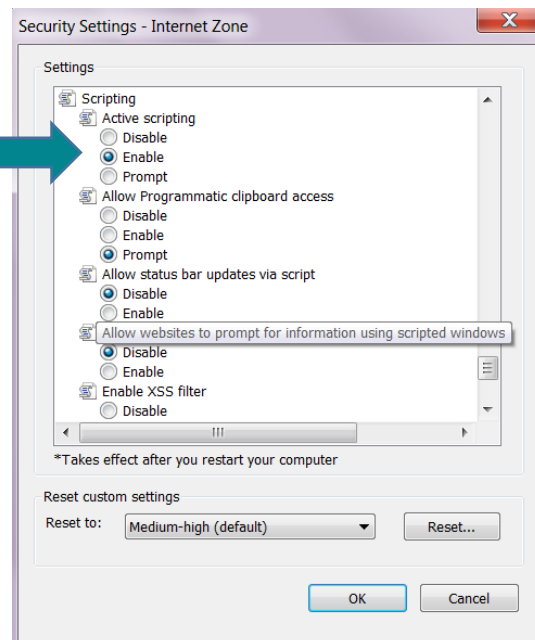 Security Settings - Internet Zone
Settings
Scripting
Active scripting
Disable
Enable
Prompt
Allow Programmatic clipboard access
Disable
Enable
Prompt
Allow status bar updates via script
Disable
Enable
Allow websites to prompt for information using scripted windows
Disable
Enable
Enable XSS filter
Disable
*Takes effect after you restart your computer
Reset custom settings
Reset to: Medium-high (default) Reset...
OK Cancel